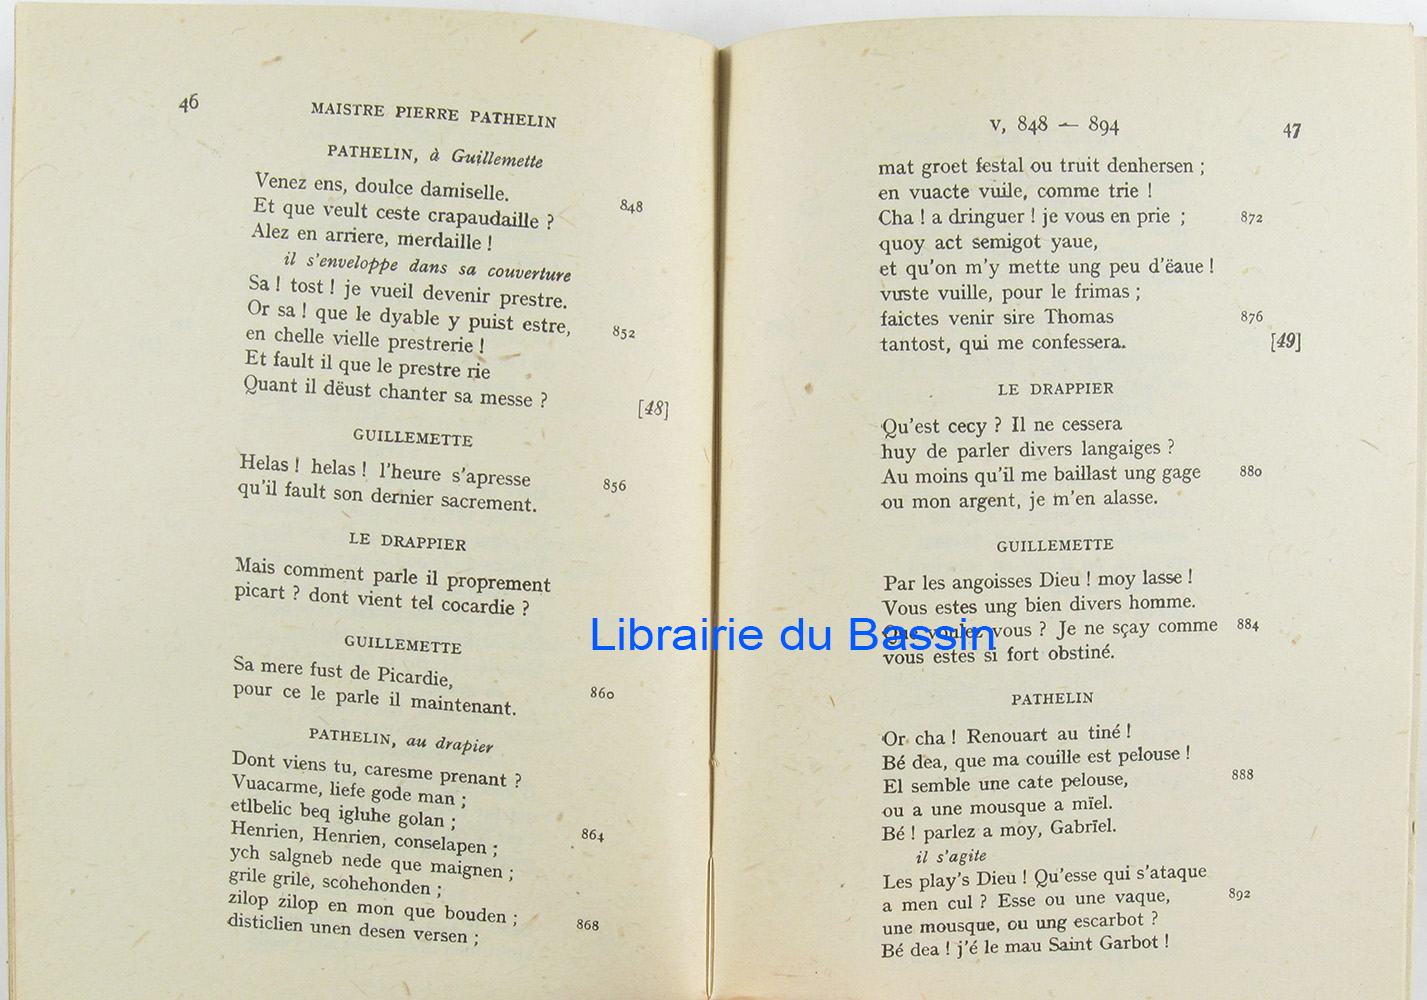 46
MAISTRE PIERRE PATHELIN
PATHELIN, à Guillemette
Venez ens, doulce damiselle.
Et que veult ceste crapaudaille ? 848
Alez en arriere, merdaille !
il s'enveloppe dans sa couverture
Sa ! tost ! je vueil devenir prestre.
Or sa ! que le dyable y puist estre, 852
en chelle vielle prestrerie !
Et fault il que le prestre rie
Quant il dëust chanter sa messe ? [48]
GUILLEMETTE
Helas ! helas ! l'heure s'apresse 856
qu'il fault son dernier sacrement.
LE DRAPPIER
Mais comment parle il proprement
picart ? dont vient tel cocardie ?
GUILLEMETTE
Sa mere fust de Picardie, 860
pour ce le parle il maintenant.
PATHELIN, au drapier
Dont viens tu, caresme prenant ?
Vuacarme, liefe gode man ;
etlbelic beq igluhe golan ; 864
Henrien, Henrien, conselapen ;
ych salgneb nede que maignen ;
grile grile, scohehonden ;
zilop zilop en mon que bouden ; 868
disticlien unen desen versen ;
V, 848 — 894 47
mat groet festal ou truit denhersen ;
en vuacte vuile, comme trie !
Cha ! a dringuer ! je vous en prie ; 872
quoy act semigot yaue,
et qu'on m'y mette ung peu d'ëaue !
vuste vuille, pour le frimas ;
faictes venir sire Thomas 876
tantost, qui me confessera. [49]
LE DRAPPIER
Qu'est cecy ? Il ne cessera
huy de parler divers langaiges ?
Au moins qu'il me baillast ung gage 880
ou mon argent, je m'en alasse.
GUILLEMETTE
Par les angoisses Dieu ! moy lasse !
Vous estes ung bien divers homme.
Que voulez vous ? Je ne sçay comme 884
vous estes si fort obstiné.
PATHELIN
Or cha ! Renouart au tiné !
Bé dea, que ma couille est pelouse !
El semble une cate pelouse, 888
ou a une mousque a mïel.
Bé ! parlez a moy, Gabrïel.
il s'agite
Les play's Dieu ! Qu'esse qui s'ataque
a men cul ? Esse ou une vaque, 892
une mousque, ou ung escarbot ?
Bé dea ! j'é le mau Saint Garbot !
Librairie du Bassin